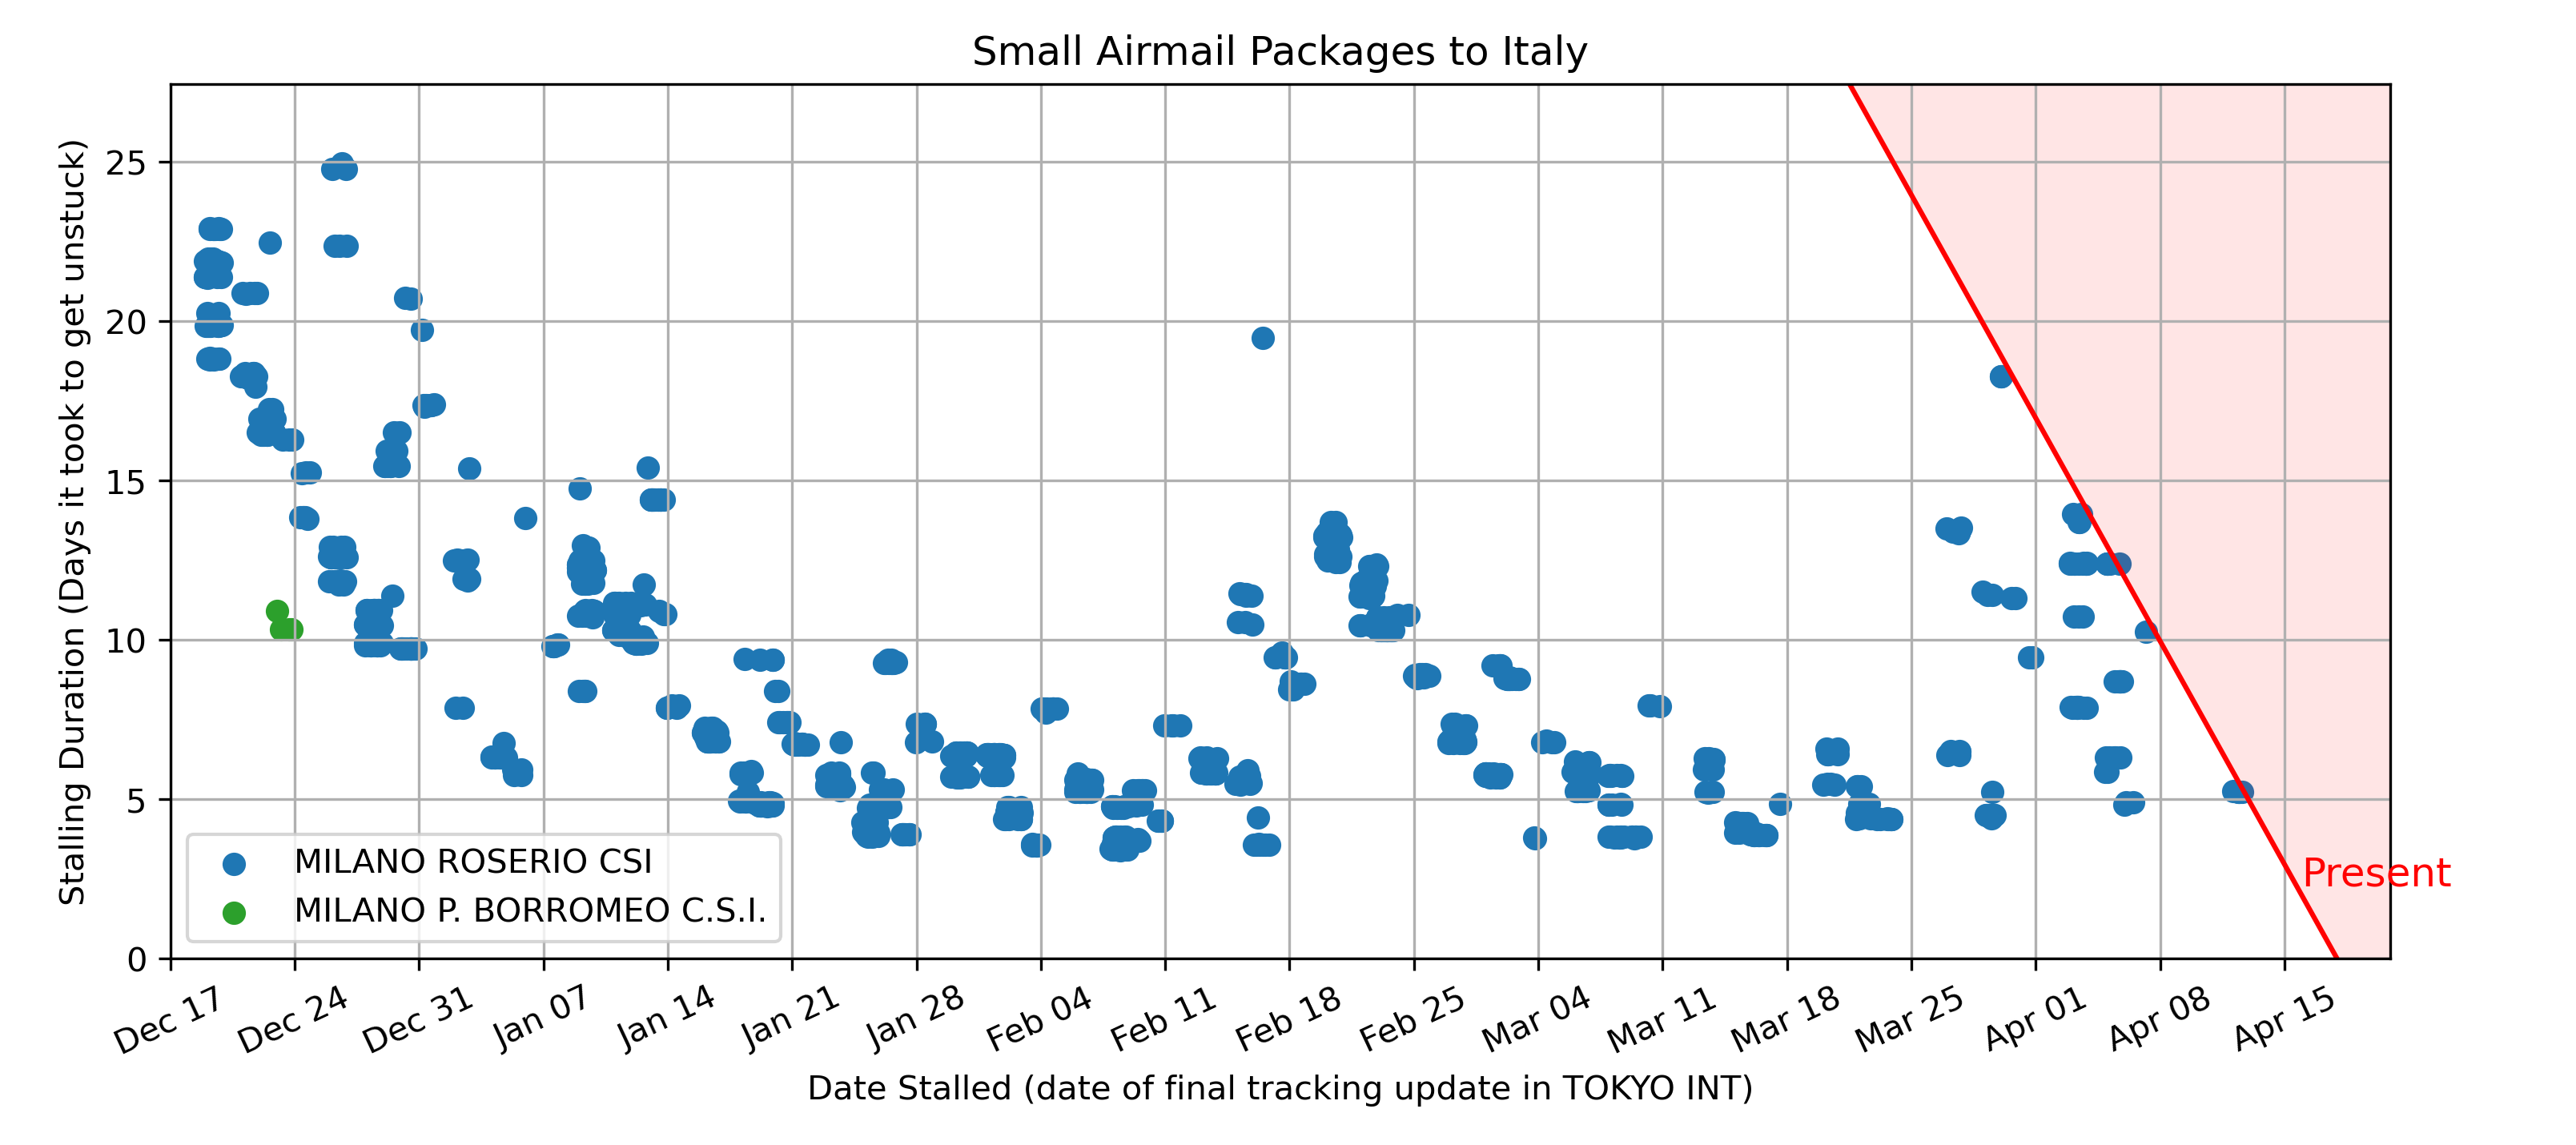 Small Airmail Packages to Italy
Stalling Duration (Days it took to get unstuck)
25
20
15
10
5
0
MILANO ROSERIO CSI
MILANO P. BORROMEO C.S.I.
Present
Dec 17
Dec 24
Dec 31
Jan 07
Jan 14
Jan 21
Jan 28
Feb 04
Feb 11
Feb 18
Feb 25
Mar 04
Mar 11
Mar 18
Mar 25
Apr 01
Apr 08
Apr 15
Date Stalled (date of final tracking update in TOKYO INT)